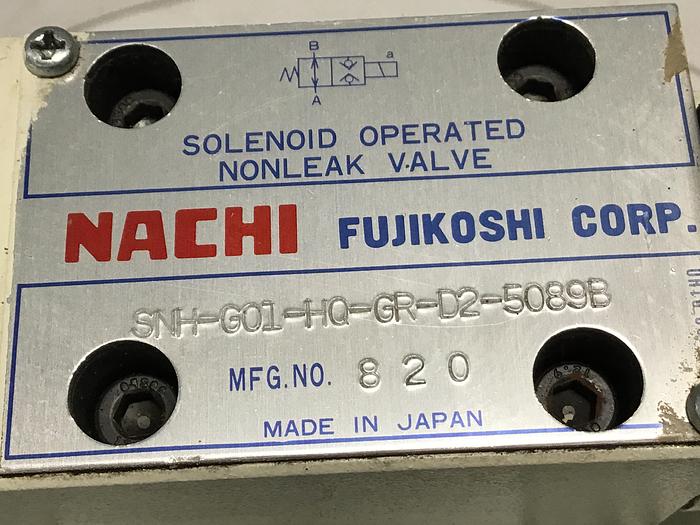 B
a
A
SOLENOID OPERATED
NONLEAK VALVE
NACHI FUJIKOSHI CORP.
SNH-G01-HQ-GR-D2-5089B
MFG.NO. 820
MADE IN JAPAN